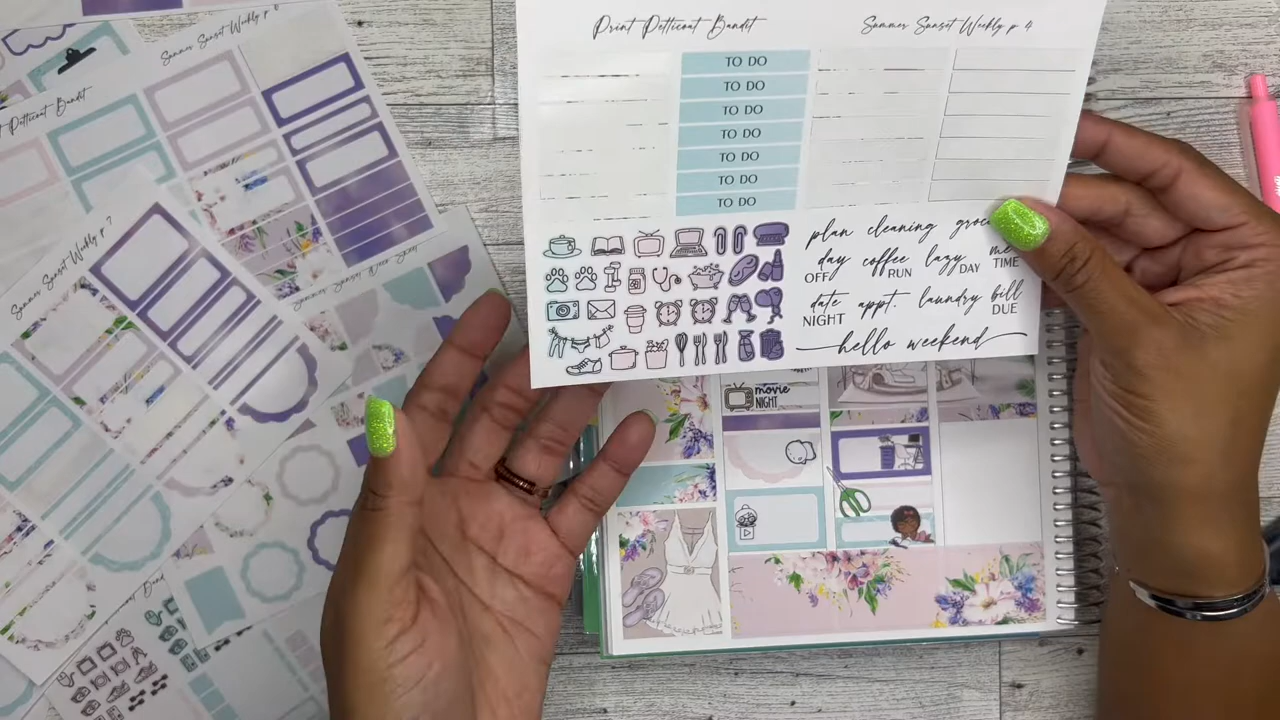 Print Petticoat Bandit
Summer Sunset Weekly p 4
TO DO
TO DO
TO DO
TO DO
TO DO
TO DO
TO DO
plan cleaning
day coffee lazy me
OFF RUN DAY TIME
date appt. laundry bill
NIGHT DUE
hello weekend
Summer Sunset Weekly p 6
Petticoat Bandit
Summer Sunset Weekly p 7
movie
NIGHT